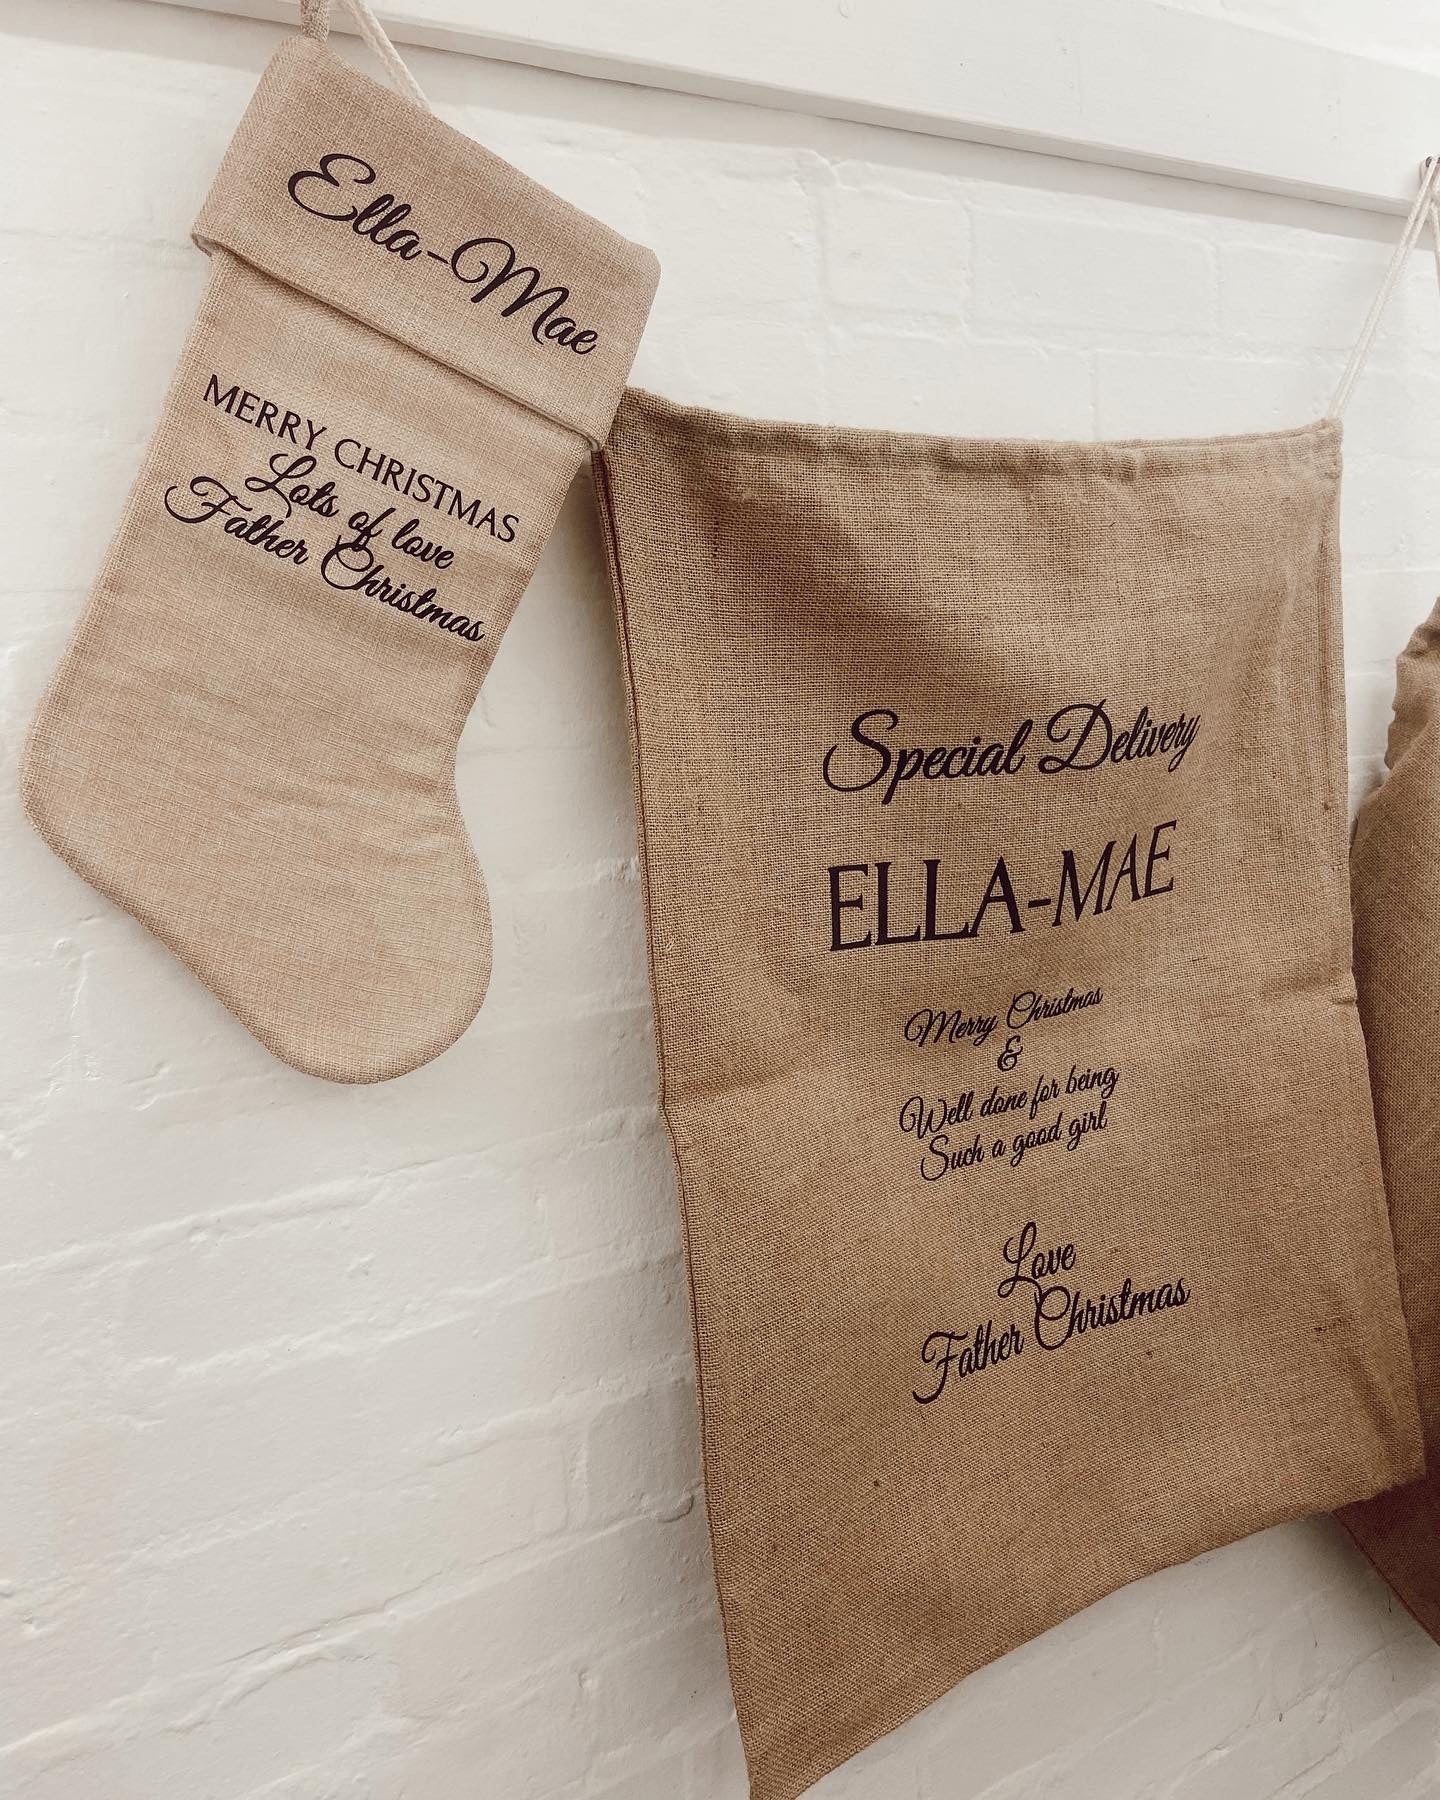 Ella-Mae
MERRY CHRISTMAS
Lots of love
Father Christmas
Special Delivery
ELLA-MAE
Merry Christmas
&
Well done for being
Such a good girl
Love
Father Christmas